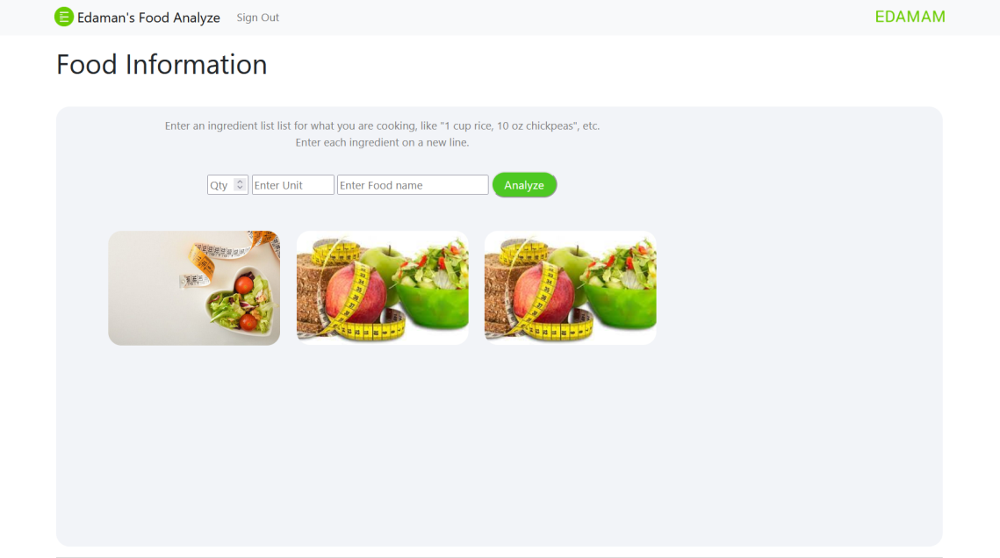 Edaman's Food Analyze Sign Out EDAMAM
Food Information
Enter an ingredient list list for what you are cooking, like "1 cup rice, 10 oz chickpeas", etc.
Enter each ingredient on a new line.
Qty Enter Unit Enter Food name Analyze